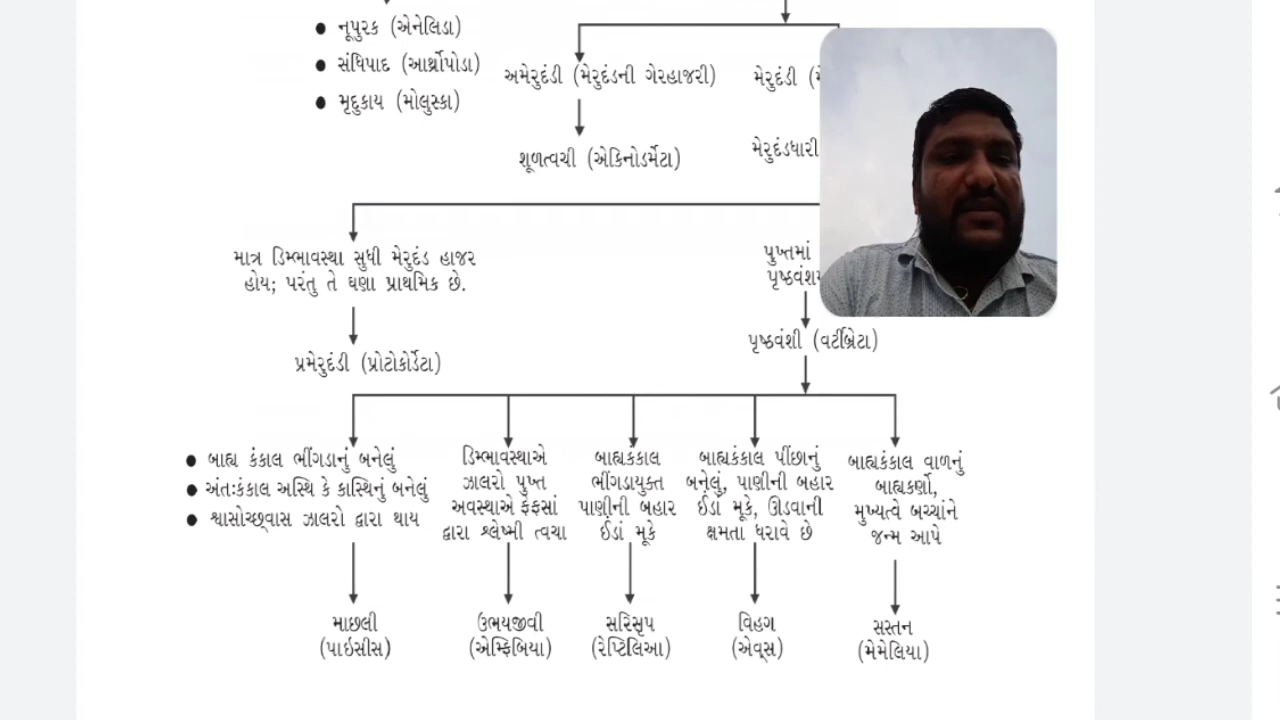 નૂપુરક (એનેલિડા)
સંધિપાદ (આર્થ્રોપોડા)
મૃદુકાય (મોલુસ્કા)
અમેરુદંડી (મેરુદંડની ગેરહાજરી)
મેરુદંડી
શૂળત્વચી (એકિનોડર્મેટા)
મેરુદંડધારી
માત્ર ડિમ્ભાવસ્થા સુધી મેરુદંડ હાજર
હોય; પરંતુ તે ઘણા પ્રાથમિક છે.
પુખ્તમાં
પ્રમેરુદંડી (પ્રોટોકોર્ડેટા)
પૃષ્ઠવંશી (વર્ટીબ્રેટા)
બાહ્ય કંકાલ ભીંગડાનું બનેલું
અંતઃકંકાલ અસ્થિ કે કાસ્થિનું બનેલું
શ્વાસોચ્છ્વાસ ઝાલરો દ્વારા થાય
ડિમ્ભાવસ્થાએ
ઝાલરો પુખ્ત
અવસ્થાએ ફેફસાં
દ્વારા શ્લેષ્મી ત્વચા
બાહ્યકંકાલ
ભીંગડાયુક્ત
પાણીની બહાર
ઈંડાં મૂકે
બાહ્યકંકાલ પીંછાનું
બનેલું, પાણીની બહાર
ઈંડાં મૂકે, ઊડવાની
ક્ષમતા ધરાવે છે
બાહ્યકંકાલ વાળનું
બાહ્યકર્ણો,
મુખ્યત્વે બચ્ચાંને
જન્મ આપે
માછલી
(પાઇસીસ)
ઉભયજીવી
(એમ્ફિબિયા)
સરિસૃપ
(રેપ્ટિલિઆ)
વિહગ
(એવ્સ)
સસ્તન
(મેમેલિયા)